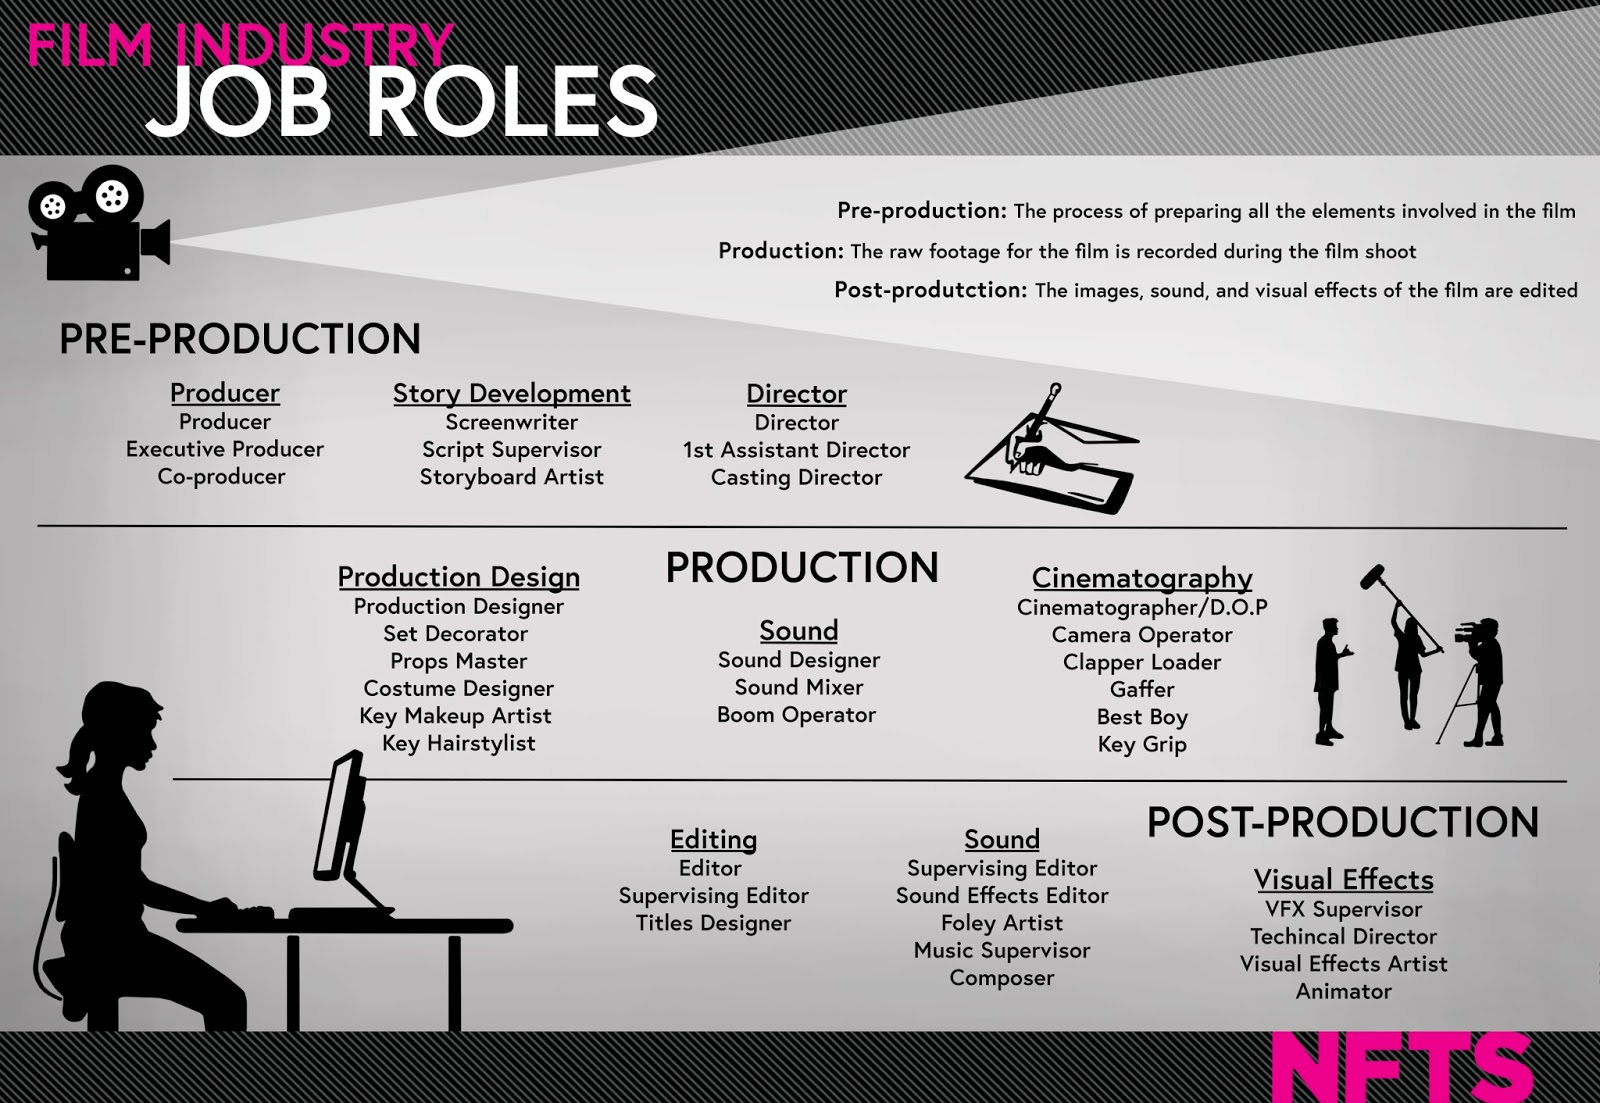 FILM INDUSTRY
JOB ROLES
Pre-production: The process of preparing all the elements involved in the film
Production: The raw footage for the film is recorded during the film shoot
Post-produtction: The images, sound, and visual effects of the film are edited
PRE-PRODUCTION
Producer
Producer
Executive Producer
Co-producer
Story Development
Screenwriter
Script Supervisor
Storyboard Artist
Director
Director
1st Assistant Director
Casting Director
PRODUCTION
Production Design
Production Designer
Set Decorator
Props Master
Costume Designer
Key Makeup Artist
Key Hairstylist
Sound
Sound Designer
Sound Mixer
Boom Operator
Cinematography
Cinematographer/D.O.P
Camera Operator
Clapper Loader
Gaffer
Best Boy
Key Grip
POST-PRODUCTION
Editing
Editor
Supervising Editor
Titles Designer
Sound
Supervising Editor
Sound Effects Editor
Foley Artist
Music Supervisor
Composer
Visual Effects
VFX Supervisor
Techincal Director
Visual Effects Artist
Animator
NFTS